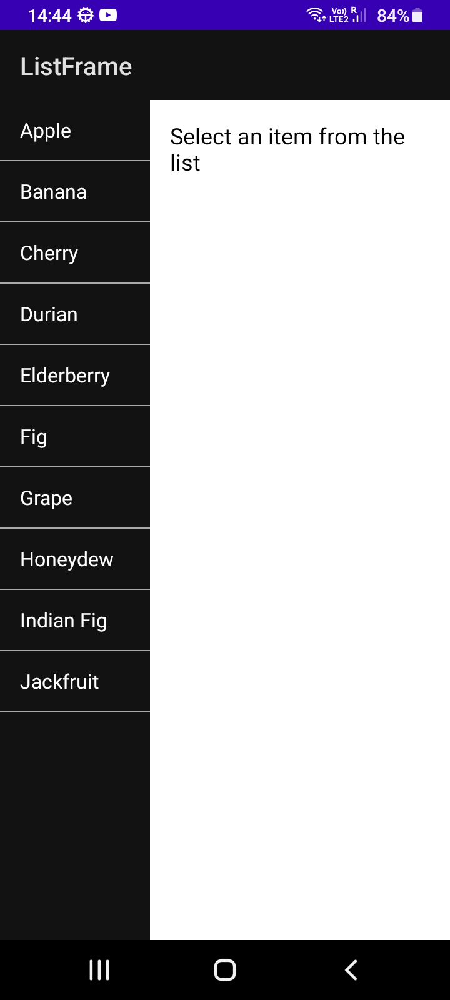 14:44
Vo)) R
LTE2
84%
ListFrame
Apple
Banana
Cherry
Durian
Elderberry
Fig
Grape
Honeydew
Indian Fig
Jackfruit
Select an item from the
list